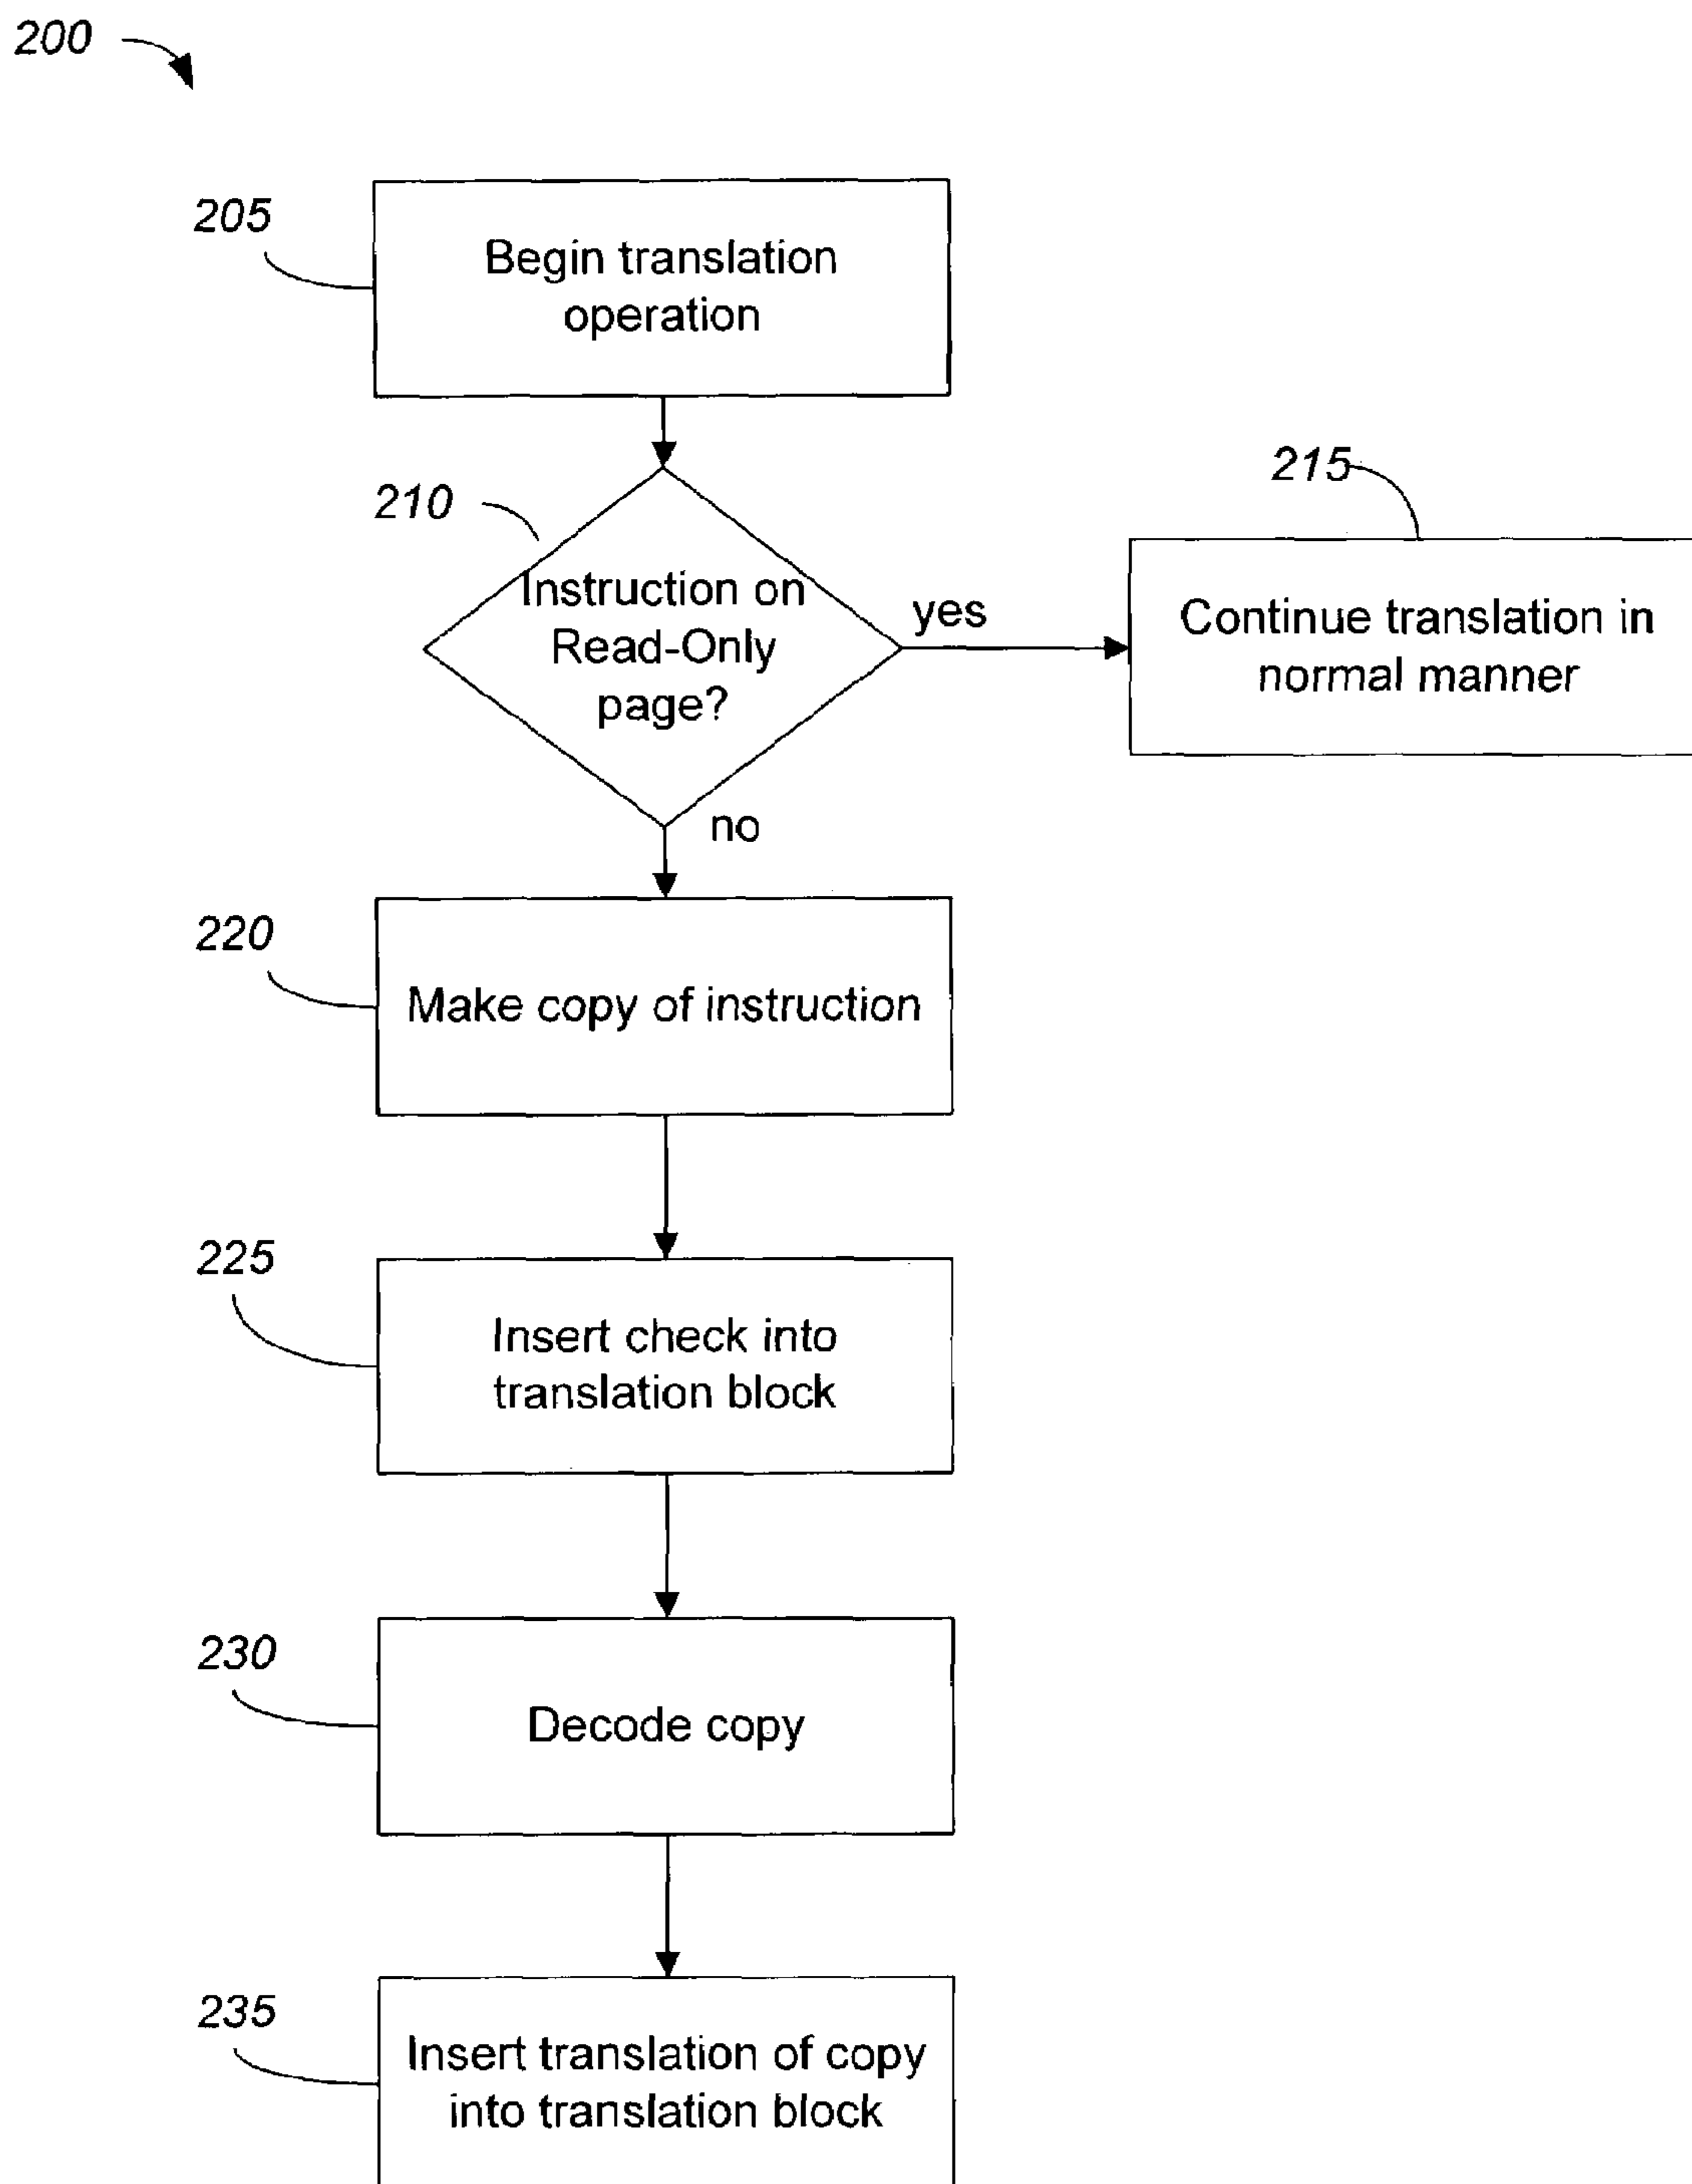 200
205
Begin translation
operation
210
Instruction on
Read-Only
page?
yes
215
Continue translation in
normal manner
no
220
Make copy of instruction
225
Insert check into
translation block
230
Decode copy
235
Insert translation of copy
into translation block